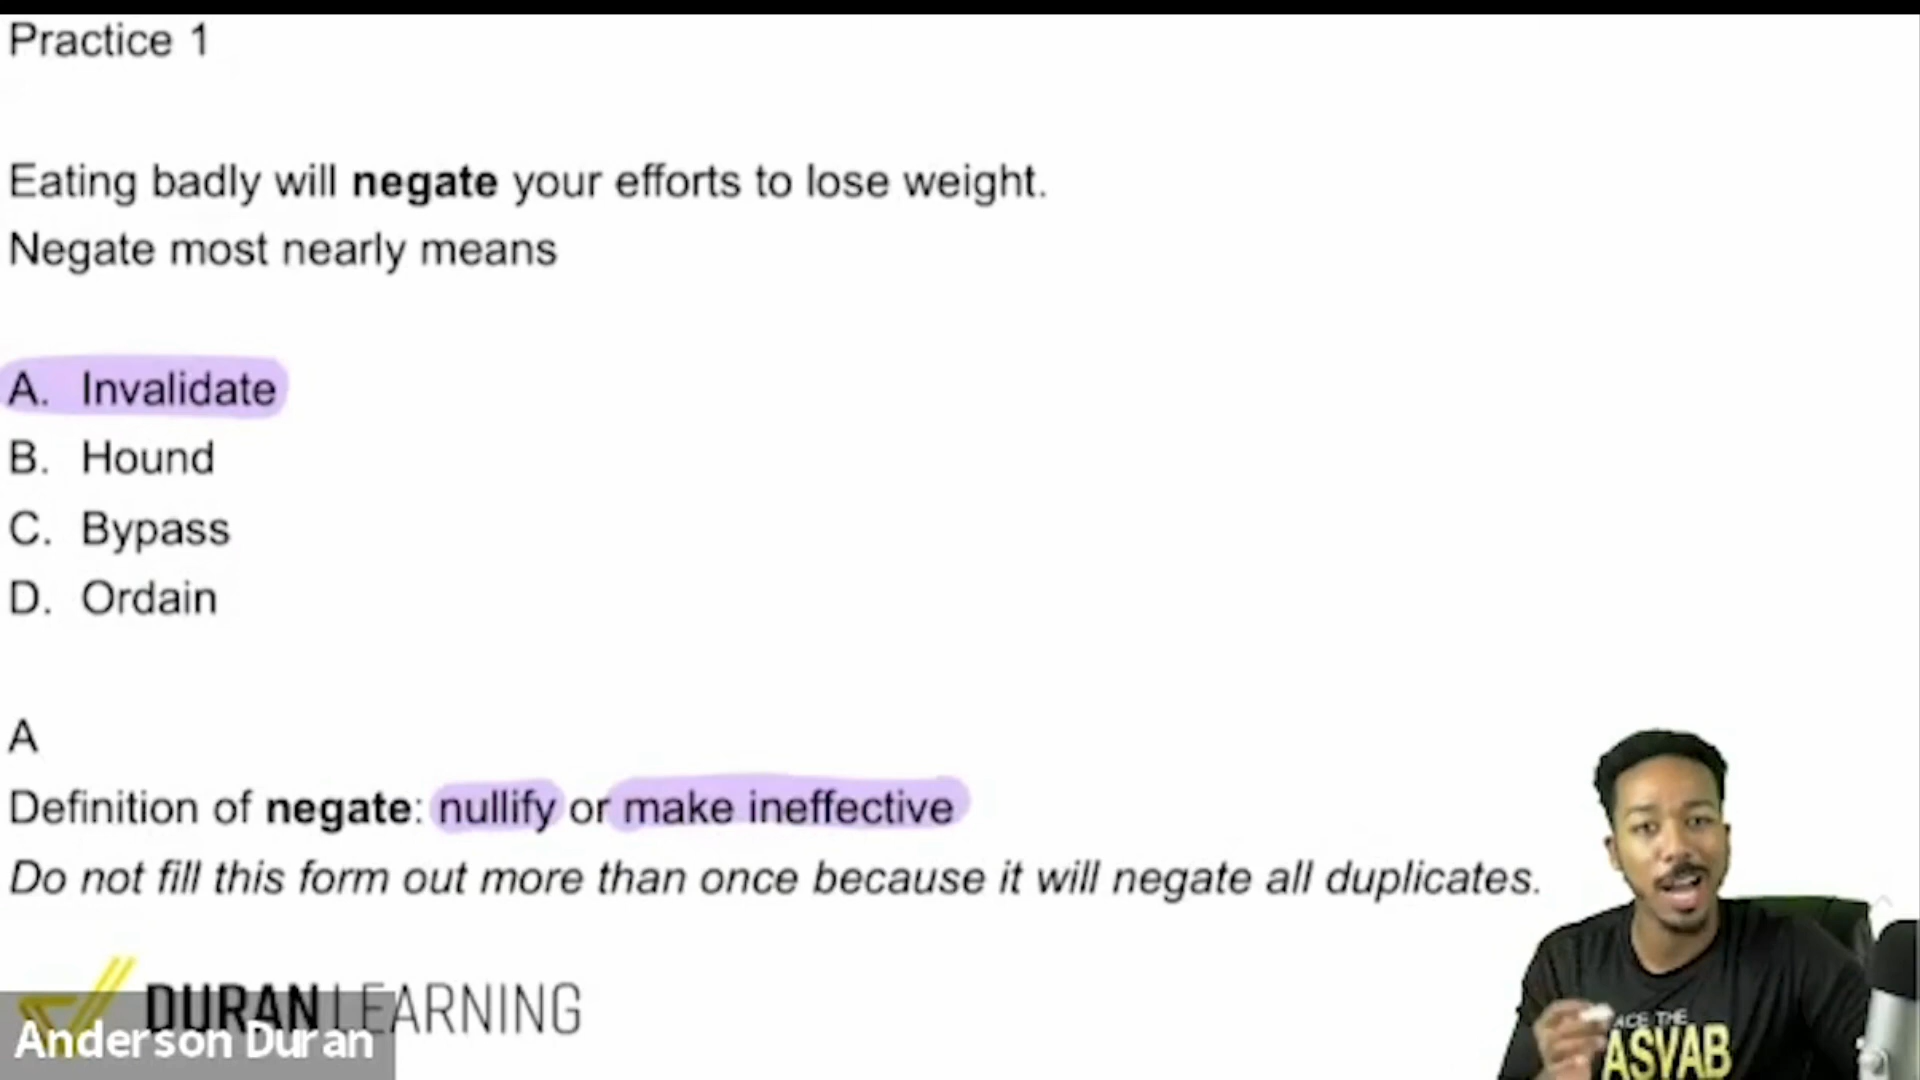 Practice 1
Eating badly will negate your efforts to lose weight.
Negate most nearly means
A. Invalidate
B. Hound
C. Bypass
D. Ordain
A
Definition of negate: nullify or make ineffective
Do not fill this form out more than once because it will negate all duplicates.
DURAN LEARNING
Anderson Duran
ACE THE
ASVAB